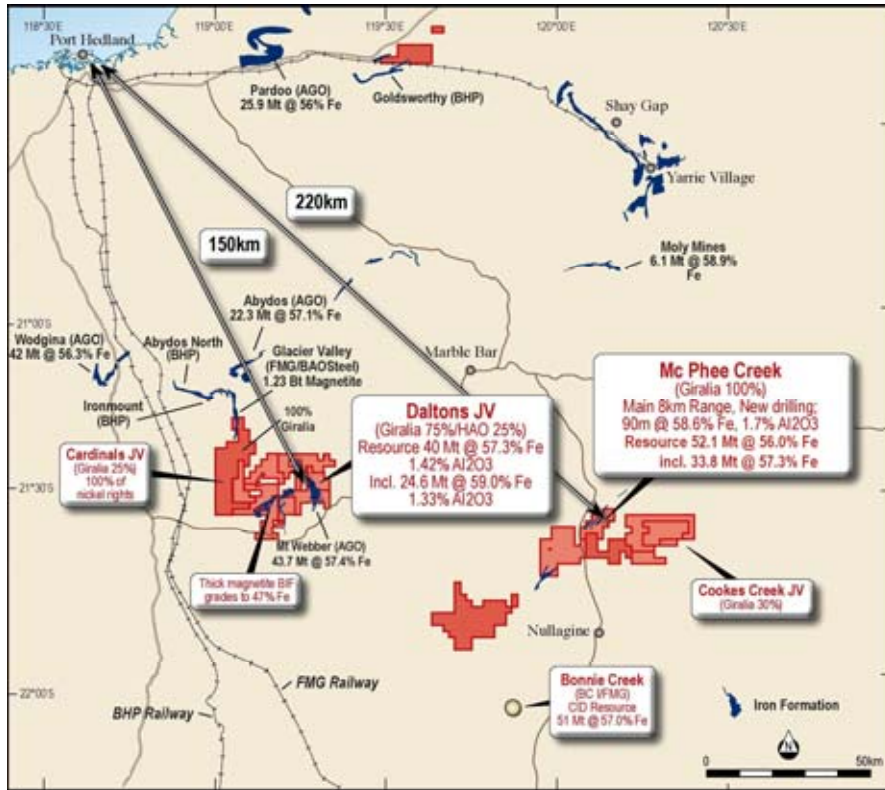 118°30'E
119°00'E
119°30'E
120°00'E
120°30'E
Port Hedland
Pardoo (AGO)
25.9 Mt @ 56% Fe
Goldsworthy (BHP)
Shay Gap
Yarrie Village
220km
150km
Moly Mines
6.1 Mt @ 58.9%
Fe
Abydos (AGO)
22.3 Mt @ 57.1% Fe
21°00'S
Wodgina (AGO)
42 Mt @ 56.3% Fe
Abydos North
(BHP)
Glacier Valley
(FMG/BAOSteel)
1.23 Bt Magnetite
Marble Bar
Ironmount
(BHP)
100%
Giralia
Daltons JV
(Giralia 75%/HAO 25%)
Resource 40 Mt @ 57.3% Fe
1.42% Al2O3
Incl. 24.6 Mt @ 59.0% Fe
1.33% Al2O3
Mc Phee Creek
(Giralia 100%)
Main 8km Range, New drilling;
90m @ 58.6% Fe, 1.7% Al2O3
Resource 52.1 Mt @ 56.0% Fe
incl. 33.8 Mt @ 57.3% Fe
Cardinals JV
(Giralia 25%)
100% of
nickel rights
21°30'S
Mt Webber (AGO)
43.7 Mt @ 57.4% Fe
Thick magnetite BIF
grades to 47% Fe
Cookes Creek JV
(Giralia 30%)
Nullagine
Bonnie Creek
(BC I/FMG)
CID Resource
51 Mt @ 57.0% Fe
22°00'S
FMG Railway
BHP Railway
Iron Formation
N
0
50km